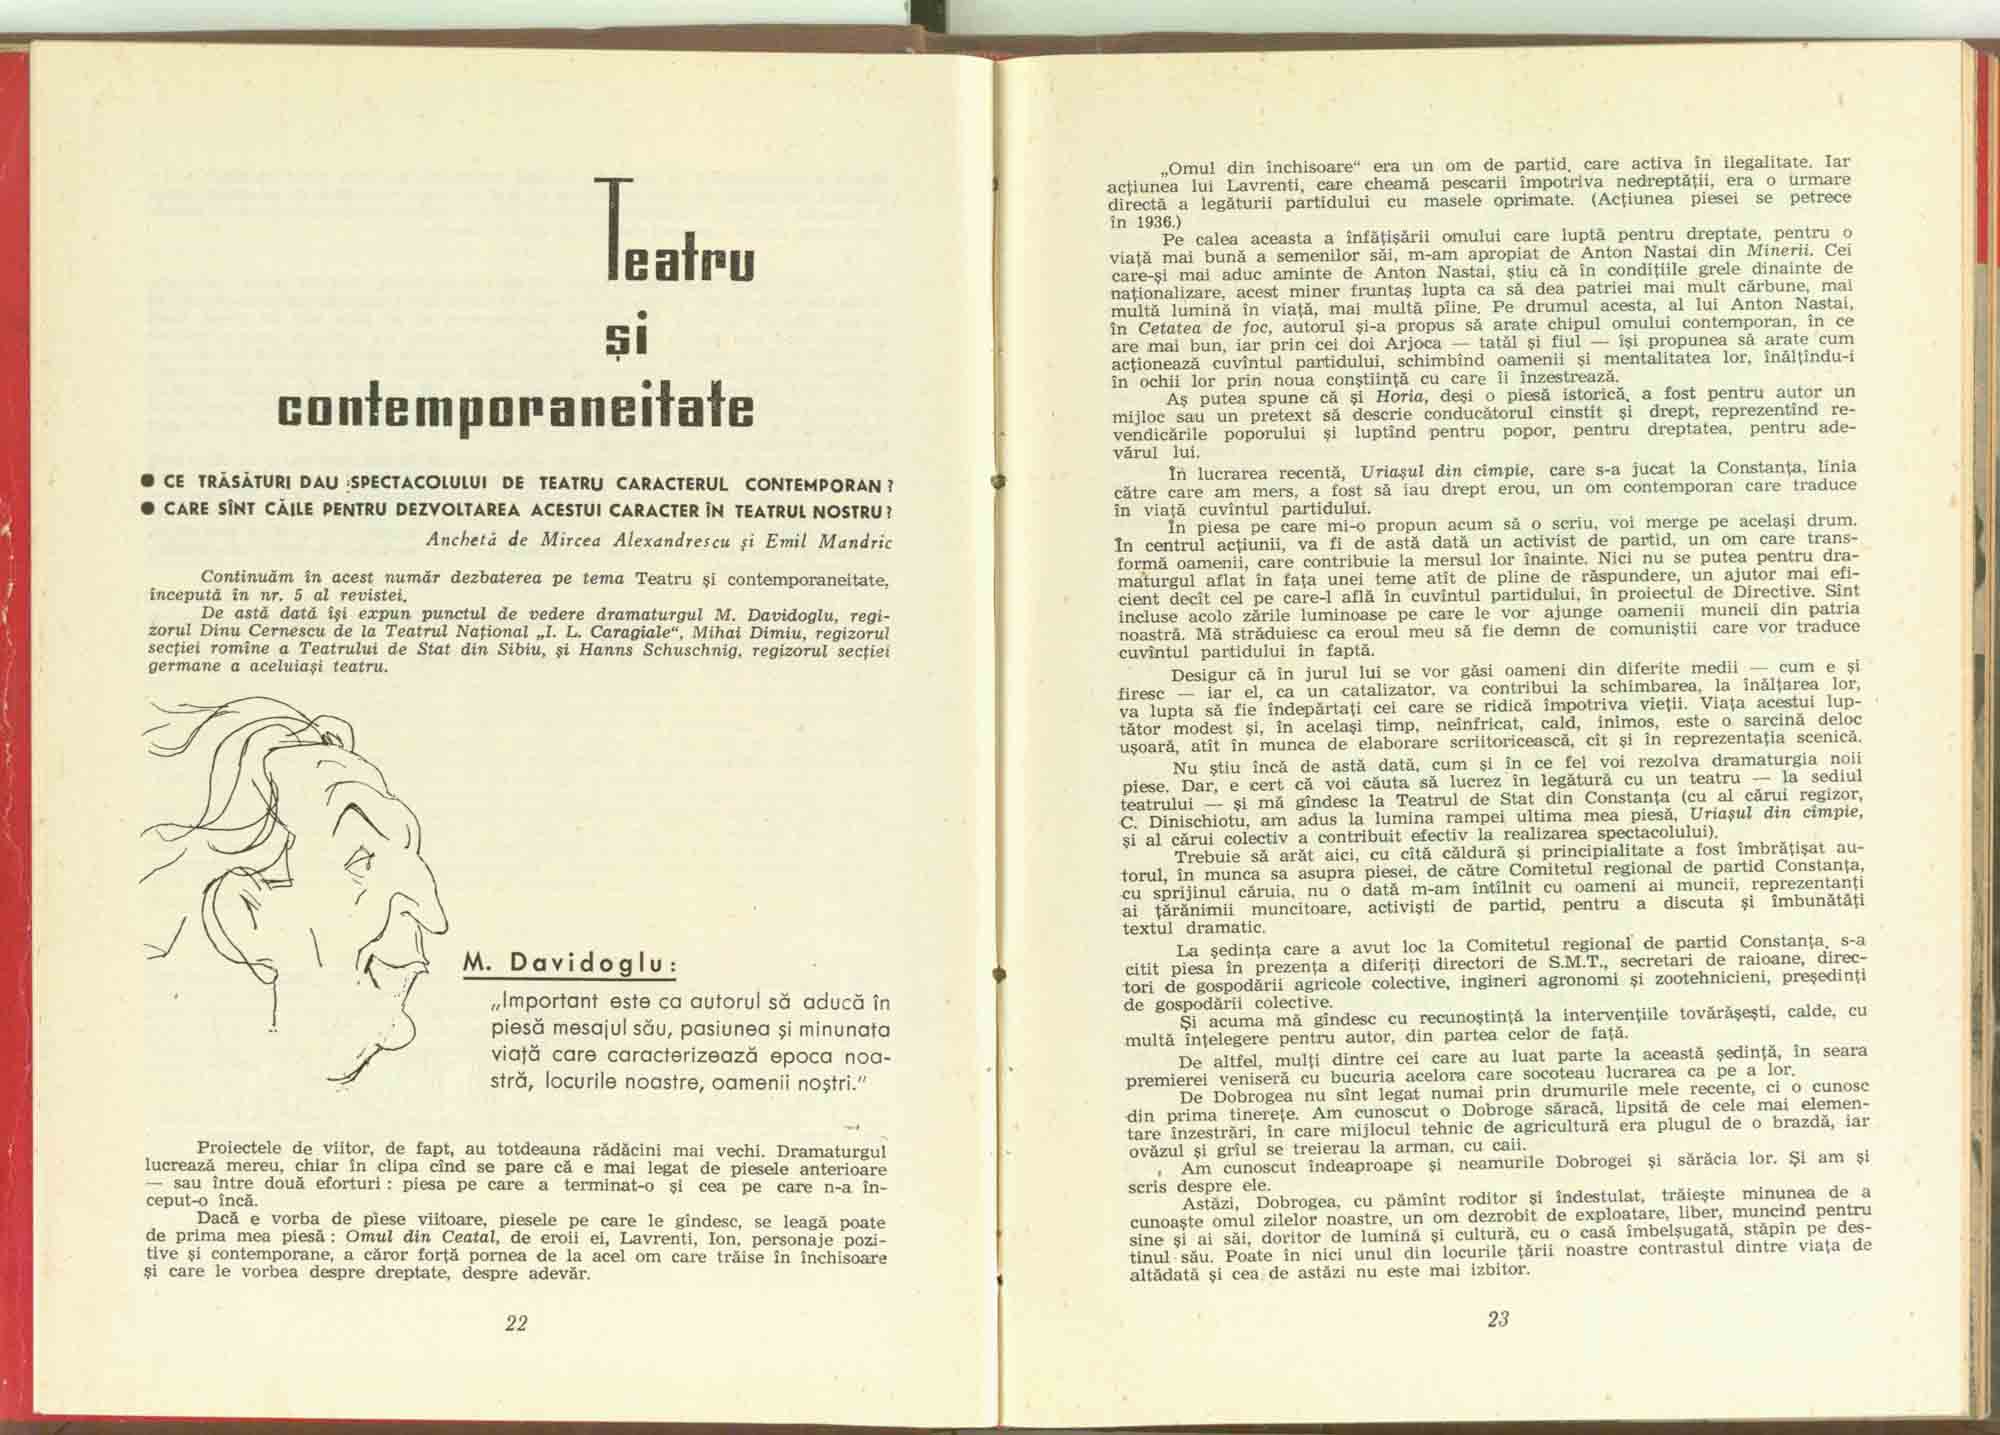 Teatru
și
contemporaneitate
● CE TRĂSĂTURI DAU SPECTACOLULUI DE TEATRU CARACTERUL CONTEMPORAN?
● CARE SÎNT CĂILE PENTRU DEZVOLTAREA ACESTUI CARACTER ÎN TEATRUL NOSTRU?
Anchetă de Mircea Alexandrescu și Emil Mandric
Continuăm în acest număr dezbaterea pe tema Teatru și contemporaneitate,
începută în nr. 5 al revistei.
De astă dată își expun punctul de vedere dramaturgul M. Davidoglu, regi-
zorul Dinu Cernescu de la Teatrul Național „I. L. Caragiale“, Mihai Dimiu, regizorul
secției romîne a Teatrului de Stat din Sibiu, și Hanns Schuschnig, regizorul secției
germane a aceluiași teatru.
M. Davidoglu:
„Important este ca autorul să aducă în
piesă mesajul său, pasiunea și minunata
viață care caracterizează epoca noa-
stră, locurile noastre, oamenii noștri."
Proiectele de viitor, de fapt, au totdeauna rădăcini mai vechi. Dramaturgul
lucrează mereu, chiar în clipa cînd se pare că e mai legat de piesele anterioare
— sau între două eforturi : piesa pe care a terminat-o și cea pe care n-a în-
ceput-o încă.
Dacă e vorba de piese viitoare, piesele pe care le gîndesc, se leagă poate
de prima mea piesă : Omul din Ceatal, de eroii ei, Lavrenti, Ion, personaje pozi-
tive și contemporane, a căror forță pornea de la acel om care trăise în închisoare
și care le vorbea despre dreptate, despre adevăr.
22
„Omul din închisoare“ era un om de partid, care activa în ilegalitate. Iar
acțiunea lui Lavrenti, care cheamă pescarii împotriva nedreptății, era o urmare
directă a legăturii partidului cu masele oprimate. (Acțiunea piesei se petrece
în 1936.)
Pe calea aceasta a înfățișării omului care luptă pentru dreptate, pentru o
viață mai bună a semenilor săi, m-am apropiat de Anton Nastai din Minerii. Cei
care-și mai aduc aminte de Anton Nastai, știu că în condițiile grele dinainte de
naționalizare, acest miner fruntaș lupta ca să dea patriei mai mult cărbune, mai
multă lumină în viață, mai multă pîine. Pe drumul acesta, al lui Anton Nastai,
în Cetatea de foc, autorul și-a propus să arate chipul omului contemporan, în ce
are mai bun, iar prin cei doi Arjoca — tatăl și fiul — își propunea să arate cum
acționează cuvîntul partidului, schimbînd oamenii și mentalitatea lor, înălțîndu-i
în ochii lor prin noua conștiință cu care îi înzestrează.
Aș putea spune că și Horia, deși o piesă istorică, a fost pentru autor un
mijloc sau un pretext să descrie conducătorul cinstit și drept, reprezentînd re-
vendicările poporului și luptînd pentru popor, pentru dreptatea, pentru ade-
vărul lui.
În lucrarea recentă, Uriașul din cîmpie, care s-a jucat la Constanța, linia
către care am mers, a fost să iau drept erou, un om contemporan care traduce
în viață cuvîntul partidului.
În piesa pe care mi-o propun acum să o scriu, voi merge pe același drum.
În centrul acțiunii, va fi de astă dată un activist de partid, un om care trans-
formă oamenii, care contribuie la mersul lor înainte. Nici nu se putea pentru dra-
maturgul aflat în fața unei teme atît de pline de răspundere, un ajutor mai efi-
cient decît cel pe care-l află în cuvîntul partidului, în proiectul de Directive. Sînt
incluse acolo zările luminoase pe care le vor ajunge oamenii muncii din patria
noastră. Mă străduiesc ca eroul meu să fie demn de comuniștii care vor traduce
cuvîntul partidului în faptă.
Desigur că în jurul lui se vor găsi oameni din diferite medii — cum e și
firesc — iar el, ca un catalizator, va contribui la schimbarea, la înălțarea lor,
va lupta să fie îndepărtați cei care se ridică împotriva vieții. Viața acestui lup-
tător modest și, în același timp, neînfricat, cald, inimos, este o sarcină deloc
ușoară, atît în munca de elaborare scriitoricească, cît și în reprezentația scenică.
Nu știu încă de astă dată, cum și în ce fel voi rezolva dramaturgia noii
piese. Dar, e cert că voi căuta să lucrez în legătură cu un teatru — la sediul
teatrului — și mă gîndesc la Teatrul de Stat din Constanța (cu al cărui regizor,
C. Dinischiotu, am adus la lumina rampei ultima mea piesă, Uriașul din cîmpie,
și al cărui colectiv a contribuit efectiv la realizarea spectacolului).
Trebuie să arăt aici, cu cîtă căldură și principialitate a fost îmbrățișat au-
torul, în munca sa asupra piesei, de către Comitetul regional de partid Constanța,
cu sprijinul căruia, nu o dată m-am întîlnit cu oameni ai muncii, reprezentanți
ai țărănimii muncitoare, activiști de partid, pentru a discuta și îmbunătăți
textul dramatic.
La ședința care a avut loc la Comitetul regional de partid Constanța, s-a
citit piesa în prezența a diferiți directori de S.M.T., secretari de raioane, direc-
tori de gospodării agricole colective, ingineri agronomi și zootehnicieni, președinți
de gospodării colective.
Și acuma mă gîndesc cu recunoștință la intervențiile tovărășești, calde, cu
multă înțelegere pentru autor, din partea celor de față.
De altfel, mulți dintre cei care au luat parte la această ședință, în seara
premierei veniseră cu bucuria acelora care socoteau lucrarea ca pe a lor.
De Dobrogea nu sînt legat numai prin drumurile mele recente, ci o cunosc
din prima tinerețe. Am cunoscut o Dobroge săracă, lipsită de cele mai elemen-
tare înzestrări, în care mijlocul tehnic de agricultură era plugul de o brazdă, iar
ovăzul și grîul se treierau la arman, cu caii.
Am cunoscut îndeaproape și neamurile Dobrogei și sărăcia lor. Și am și
scris despre ele.
Astăzi, Dobrogea, cu pămînt roditor și îndestulat, trăiește minunea de a
cunoaște omul zilelor noastre, un om dezrobit de exploatare, liber, muncind pentru
sine și ai săi, doritor de lumină și cultură, cu o casă îmbelșugată, stăpîn pe des-
tinul său. Poate în nici unul din locurile țării noastre contrastul dintre viața de
altădată și cea de astăzi nu este mai izbitor.
23